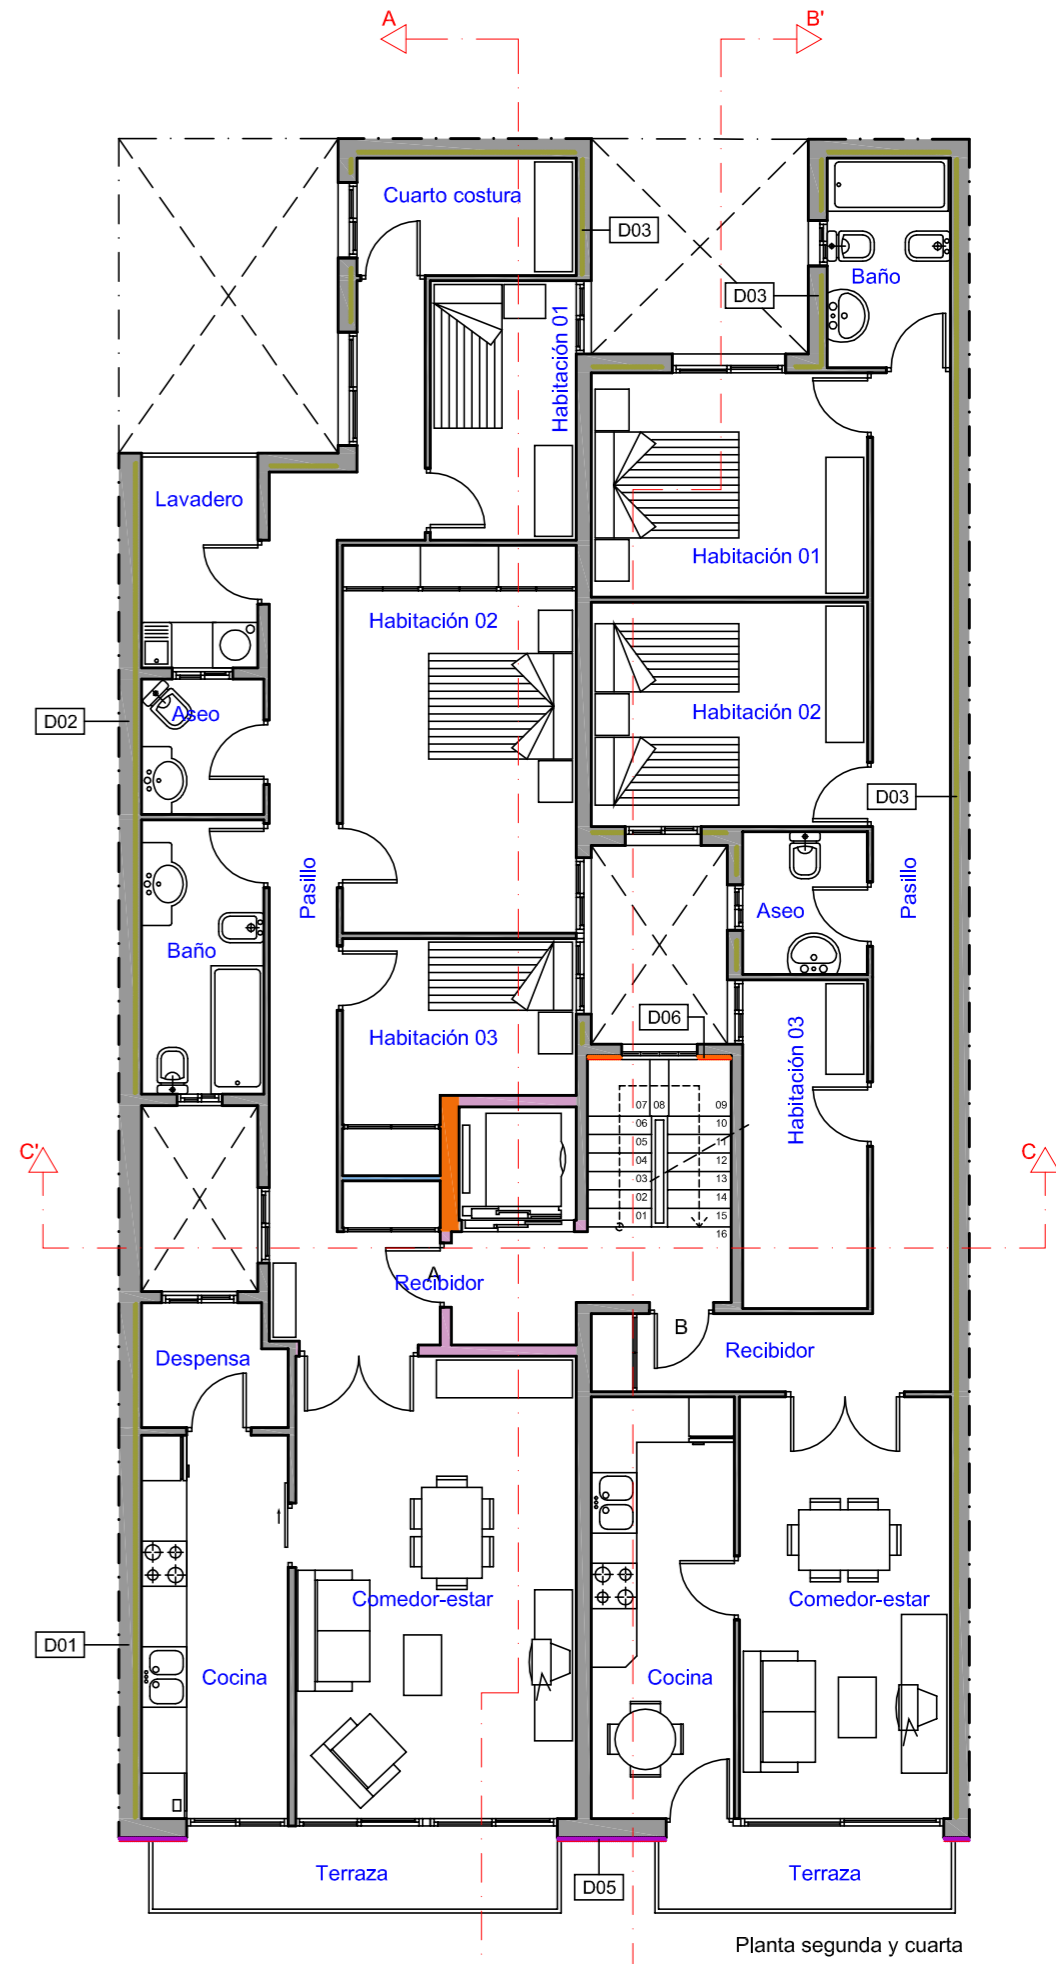 A
B'
Cuarto costura
D03
Baño
D03
Habitación 01
Lavadero
Habitación 01
Habitación 02
Aseo
D02
Habitación 02
D03
Pasillo
Pasillo
Aseo
Baño
D06
Habitación 03
Habitación 03
07 08 09
06 10
05 11
04 12
03 13
02 14
01 15
16
C'
C
A
Recibidor
B
Recibidor
Despensa
Comedor-estar
Comedor-estar
D01
Cocina
Cocina
Terraza
D05
Terraza
Planta segunda y cuarta